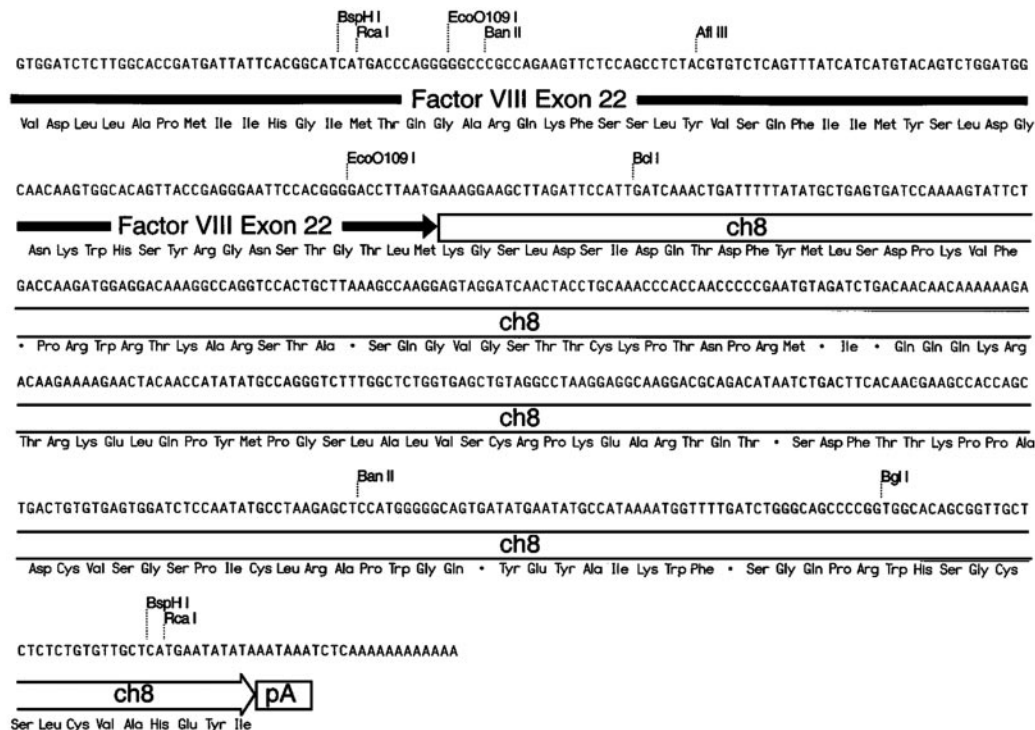 BspH I EcoO109 I
Rca I Ban II Afl III
GTGGATCTCTTGGCACCGATGATTATTCACGGCATCATGACCCAGGGGGCCCGCCAGAAGTTCTCCAGCCTCTACGTGTCTCAGTTTATCATCATGTACAGTCTGGATGG
Factor VIII Exon 22
Val Asp Leu Leu Ala Pro Met Ile Ile His Gly Ile Met Thr Gln Gly Ala Arg Gln Lys Phe Ser Ser Leu Tyr Val Ser Gln Phe Ile Ile Met Tyr Ser Leu Asp Gly
EcoO109 I Bcl I
CAACAAGTGGCACAGTTACCGAGGGAATTCCACGGGGACCTTAATGAAAGGAAGCTTAGATTCCATTGATCAAACTGATTTTTATATGCTGAGTGATCCAAAAGTATTCT
Factor VIII Exon 22 ch8
Asn Lys Trp His Ser Tyr Arg Gly Asn Ser Thr Gly Thr Leu Met Lys Gly Ser Leu Asp Ser Ile Asp Gln Thr Asp Phe Tyr Met Leu Ser Asp Pro Lys Val Phe
GACCAAGATGGAGGACAAAGGCCAGGTCCACTGCTTAAAGCCAAGGAGTAGGATCAACTACCTGCAAACCCACCAACCCCCGAATGTAGATCTGACAACAACAAAAAAGA
ch8
• Pro Arg Trp Arg Thr Lys Ala Arg Ser Thr Ala • Ser Gln Gly Val Gly Ser Thr Thr Cys Lys Pro Thr Asn Pro Arg Met • Ile • Gln Gln Gln Lys Arg
ACAAGAAAAGAACTACAACCATATATGCCAGGGTCTTTGGCTCTGGTGAGCTGTAGGCCTAAGGAGGCAAGGACGCAGACATAATCTGACTTCACAACGAAGCCACCAGC
ch8
Thr Arg Lys Glu Leu Gln Pro Tyr Met Pro Gly Ser Leu Ala Leu Val Ser Cys Arg Pro Lys Glu Ala Arg Thr Gln Thr • Ser Asp Phe Thr Thr Lys Pro Pro Ala
Ban II Bgl I
TGACTGTGTGAGTGGATCTCCAATATGCCTAAGAGCTCCATGGGGGCAGTGATATGAATATGCCATAAAATGGTTTTGATCTGGGCAGCCCCGGTGGCACAGCGGTTGCT
ch8
Asp Cys Val Ser Gly Ser Pro Ile Cys Leu Arg Ala Pro Trp Gly Gln • Tyr Glu Tyr Ala Ile Lys Trp Phe • Ser Gly Gln Pro Arg Trp His Ser Gly Cys
BspH I
Rca I
CTCTCTGTGTTGCTCATGAATATATAAATAAATCTCAAAAAAAAAAAA
ch8 pA
Ser Leu Cys Val Ala His Glu Tyr Ile